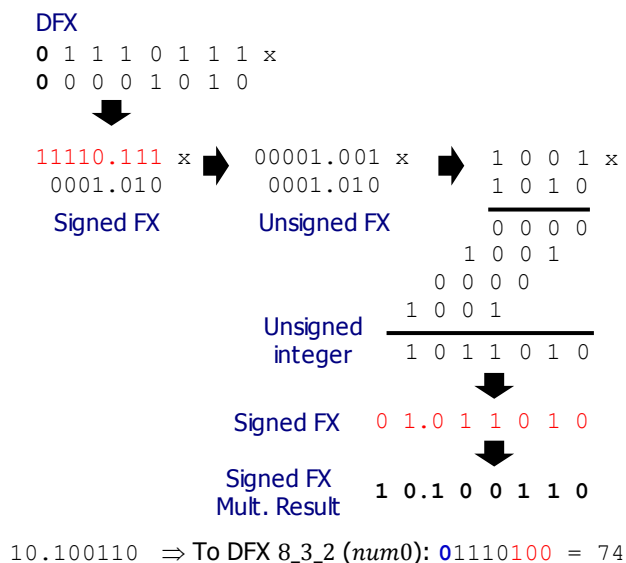 DFX
0 1 1 1 0 1 1 1 x
0 0 0 0 1 0 1 0
11110.111 x 00001.001 x 1 0 0 1 x
0001.010 0001.010 1 0 1 0
Signed FX Unsigned FX
0 0 0 0
1 0 0 1
0 0 0 0
1 0 0 1
Unsigned
integer 1 0 1 1 0 1 0
Signed FX 0 1.0 1 1 0 1 0
Signed FX
Mult. Result 1 0.1 0 0 1 1 0
10.100110 ⇒ To DFX 8_3_2 (num0): 01110100 = 74